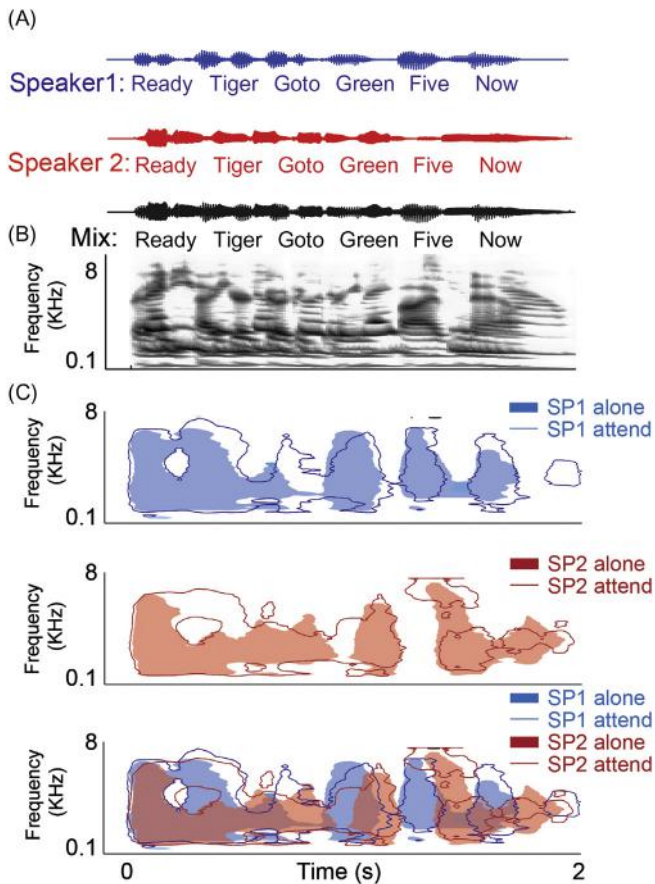 (A)
Speaker1: Ready Tiger Goto Green Five Now
Speaker 2: Ready Tiger Goto Green Five Now
(B) Mix: Ready Tiger Goto Green Five Now
8
Frequency
(KHz)
0.1
(C)
8
SP1 alone
SP1 attend
Frequency
(KHz)
0.1
8
SP2 alone
SP2 attend
Frequency
(KHz)
0.1
SP1 alone
8
SP1 attend
SP2 alone
SP2 attend
Frequency
(KHz)
0.1
0 Time (s) 2